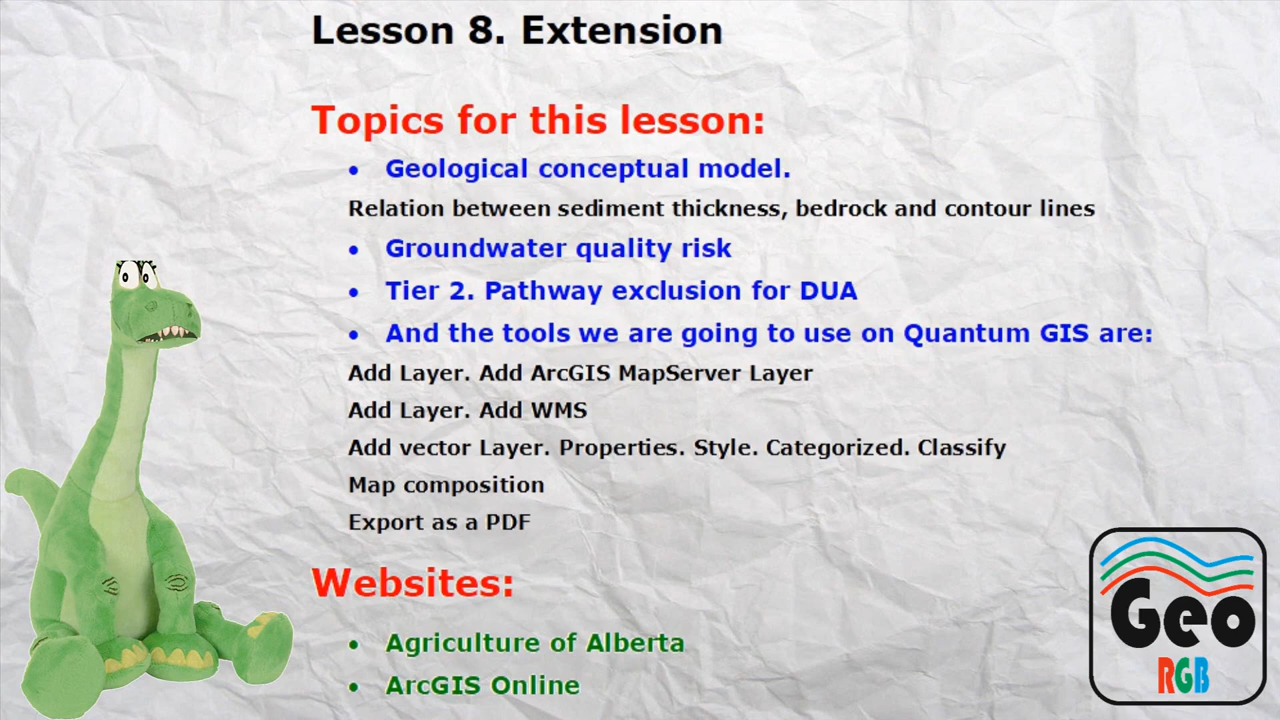 Lesson 8. Extension
Topics for this lesson:
• Geological conceptual model.
Relation between sediment thickness, bedrock and contour lines
• Groundwater quality risk
• Tier 2. Pathway exclusion for DUA
• And the tools we are going to use on Quantum GIS are:
Add Layer. Add ArcGIS MapServer Layer
Add Layer. Add WMS
Add vector Layer. Properties. Style. Categorized. Classify
Map composition
Export as a PDF
Websites:
• Agriculture of Alberta
• ArcGIS Online
Geo
RGB